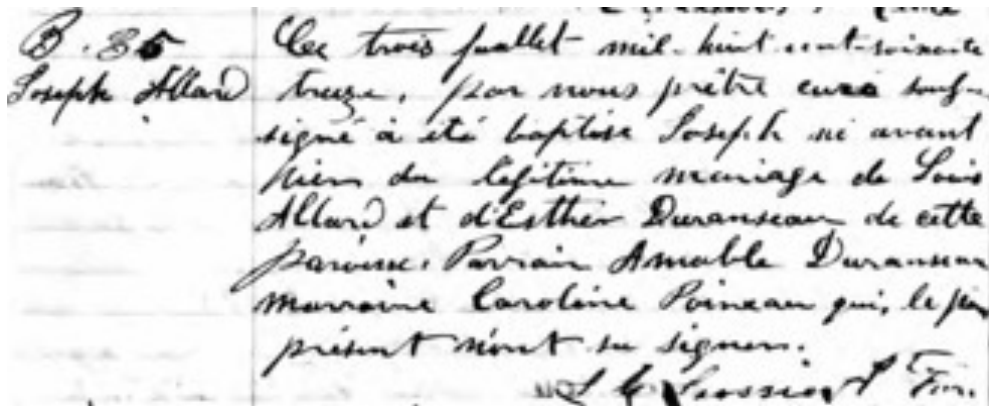 B. 85
Joseph Allard
Ce trois juillet mil-huit-cent-soixante
treize, par nous prêtre curé sous-
signé à été baptisé Joseph né avant
hier du légitime mariage de Louis
Allard et d'Esther Duranseau de cette
paroisse. Parrain Amable Duranseau
marraine Caroline Poineau qui, le père
présent n'ont su signer.